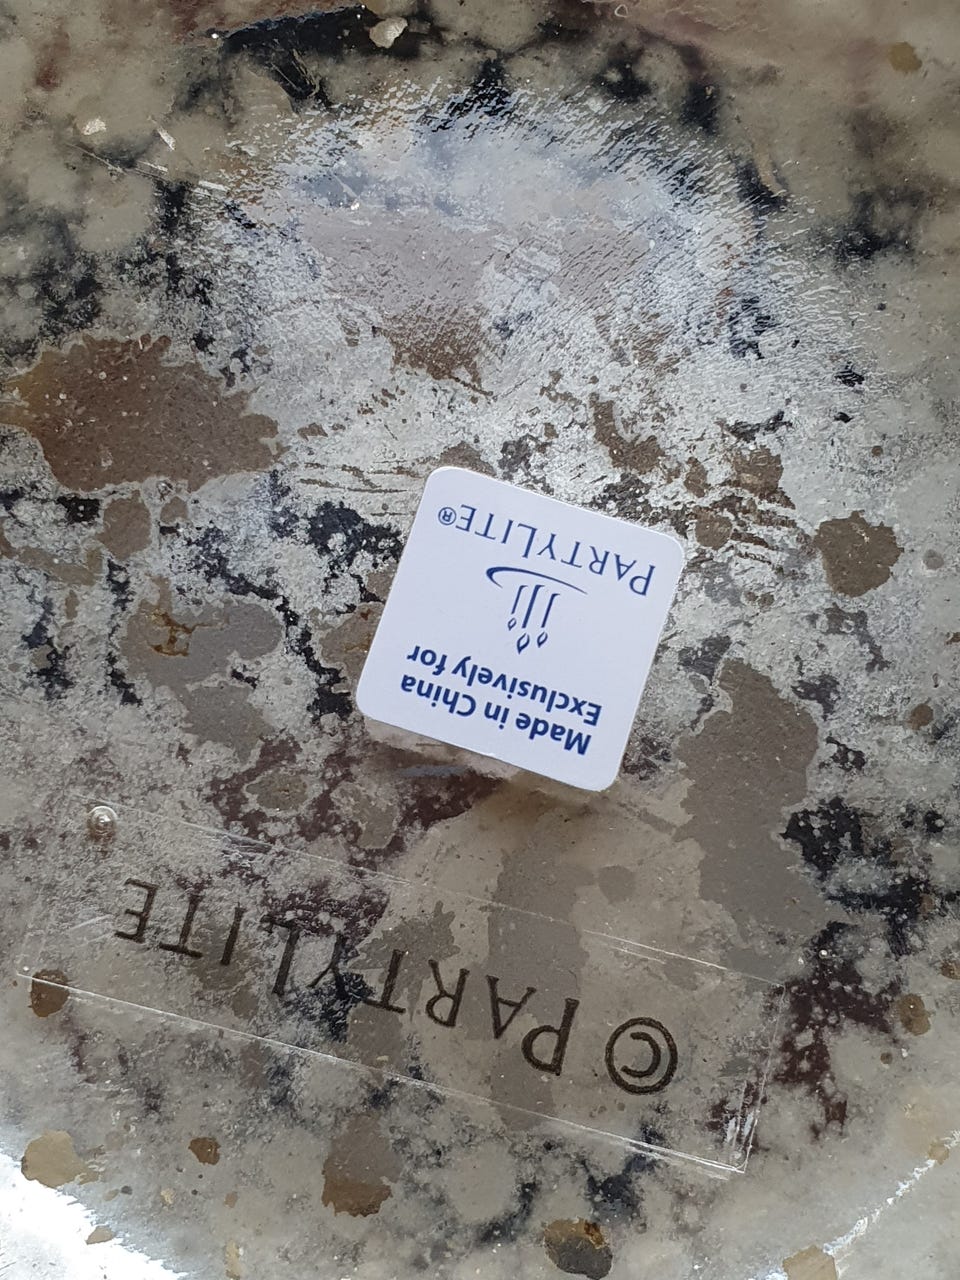 Made in China
Exclusively for
PARTYLITE®
© PARTYLITE